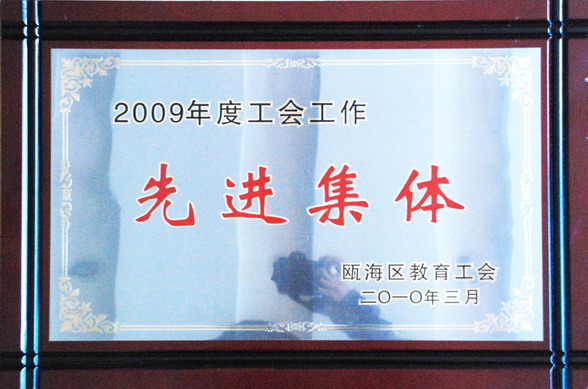 2009年度工会工作
先进集体
瓯海区教育工会
二〇一〇年三月